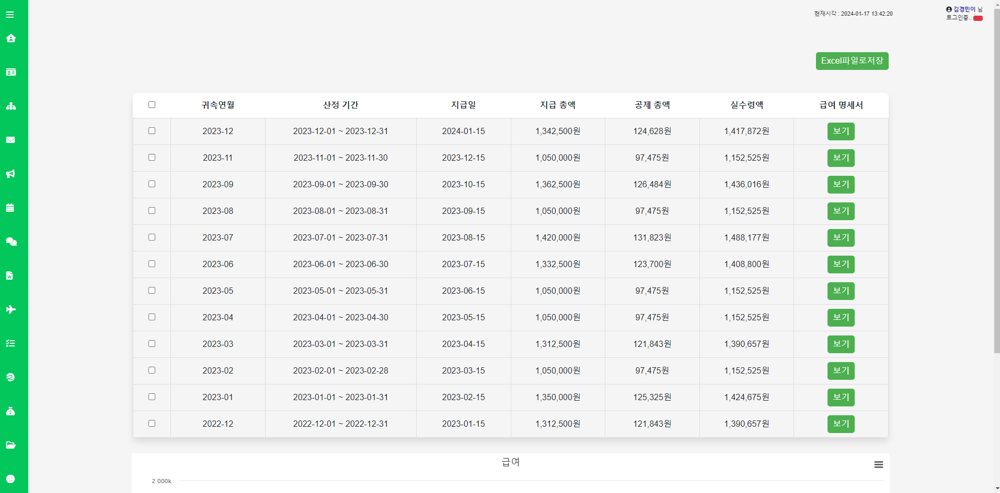 현재시각 : 2024-01-17 13:42:20
김경민이 님
로그인중..
Excel파일로저장
귀속연월 산정 기간 지급일 지급 총액 공제 총액 실수령액 급여 명세서
2023-12 2023-12-01 ~ 2023-12-31 2024-01-15 1,342,500원 124,628원 1,417,872원 보기
2023-11 2023-11-01 ~ 2023-11-30 2023-12-15 1,050,000원 97,475원 1,152,525원 보기
2023-09 2023-09-01 ~ 2023-09-30 2023-10-15 1,362,500원 126,484원 1,436,016원 보기
2023-08 2023-08-01 ~ 2023-08-31 2023-09-15 1,050,000원 97,475원 1,152,525원 보기
2023-07 2023-07-01 ~ 2023-07-31 2023-08-15 1,420,000원 131,823원 1,488,177원 보기
2023-06 2023-06-01 ~ 2023-06-30 2023-07-15 1,332,500원 123,700원 1,408,800원 보기
2023-05 2023-05-01 ~ 2023-05-31 2023-06-15 1,050,000원 97,475원 1,152,525원 보기
2023-04 2023-04-01 ~ 2023-04-30 2023-05-15 1,050,000원 97,475원 1,152,525원 보기
2023-03 2023-03-01 ~ 2023-03-31 2023-04-15 1,312,500원 121,843원 1,390,657원 보기
2023-02 2023-02-01 ~ 2023-02-28 2023-03-15 1,050,000원 97,475원 1,152,525원 보기
2023-01 2023-01-01 ~ 2023-01-31 2023-02-15 1,350,000원 125,325원 1,424,675원 보기
2022-12 2022-12-01 ~ 2022-12-31 2023-01-15 1,312,500원 121,843원 1,390,657원 보기
급여
2 000k